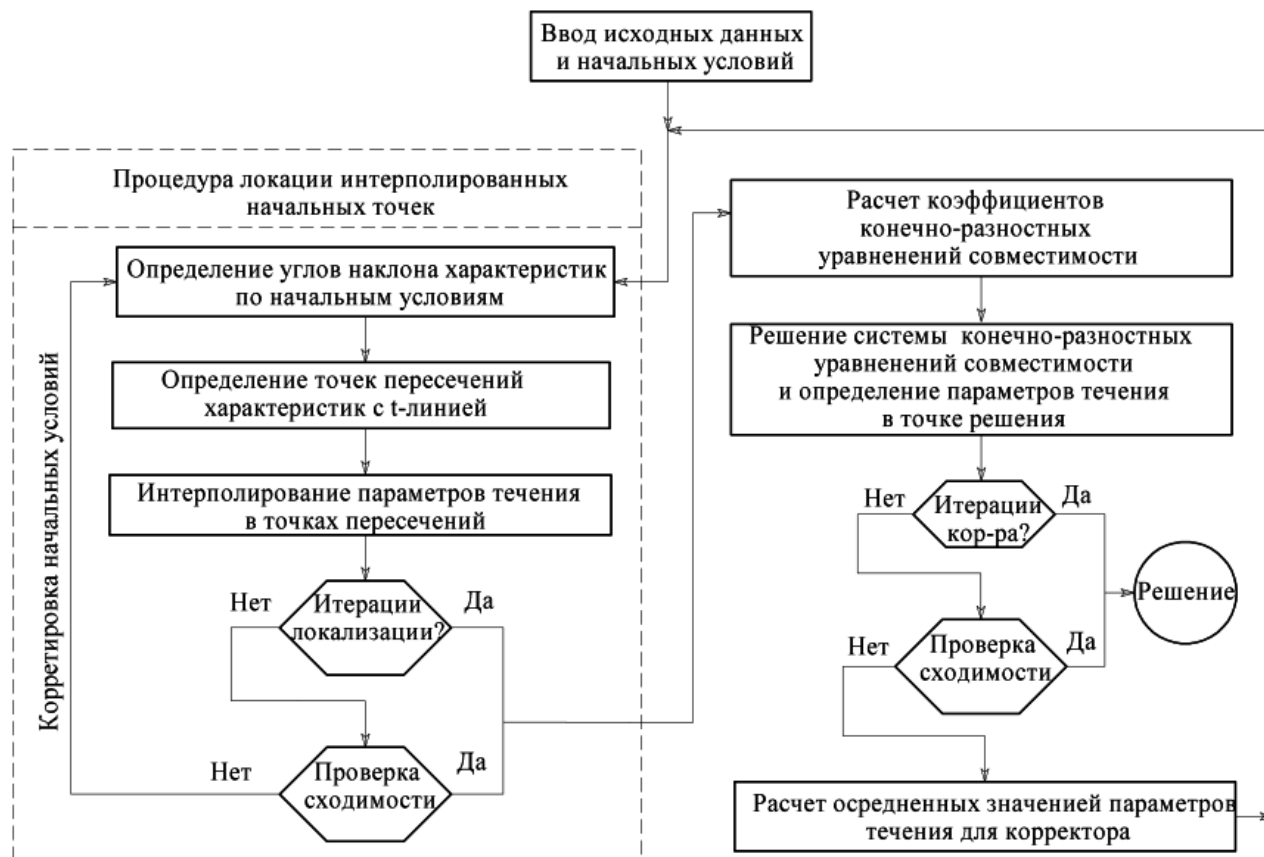 Ввод исходных данных
и начальных условий
Процедура локации интерполированных
начальных точек
Определение углов наклона характеристик
по начальным условиям
Определение точек пересечений
характеристик с t-линией
Интерполирование параметров течения
в точках пересечений
Нет
Итерации
локализации?
Да
Нет
Проверка
сходимости
Да
Корретировка начальных условий
Расчет коэффициентов
конечно-разностных
уравненений совместимости
Решение системы конечно-разностных
уравненений совместимости
и определение параметров течения
в точке решения
Нет
Итерации
кор-ра?
Да
Решение
Нет
Проверка
сходимости
Да
Расчет осредненных значенией параметров
течения для корректора